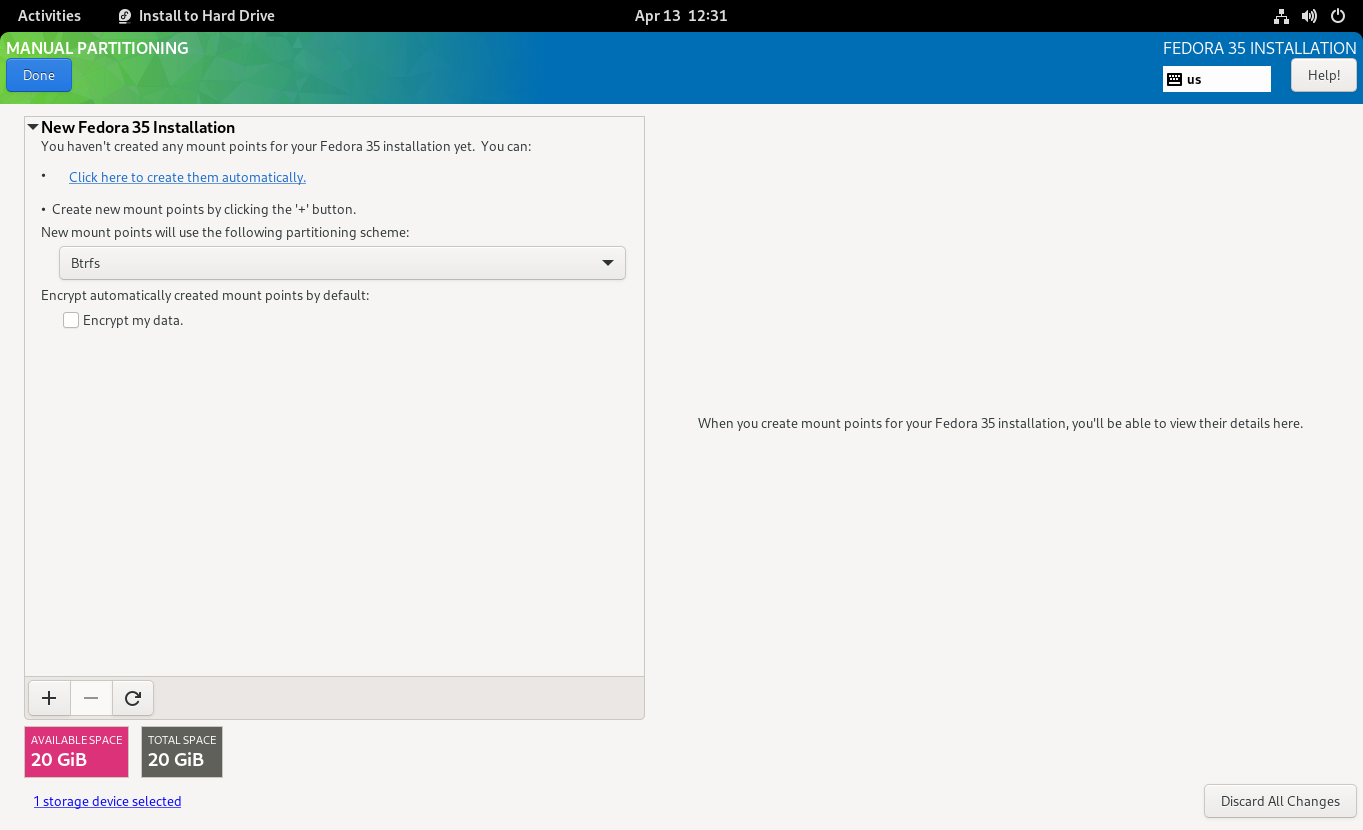 Activities Install to Hard Drive Apr 13 12:31
MANUAL PARTITIONING FEDORA 35 INSTALLATION
Done us Help!
New Fedora 35 Installation
You haven't created any mount points for your Fedora 35 installation yet. You can:
• Click here to create them automatically.
• Create new mount points by clicking the '+' button.
New mount points will use the following partitioning scheme:
Btrfs
Encrypt automatically created mount points by default:
Encrypt my data.
When you create mount points for your Fedora 35 installation, you'll be able to view their details here.
AVAILABLE SPACE TOTAL SPACE
20 GiB 20 GiB
1 storage device selected Discard All Changes